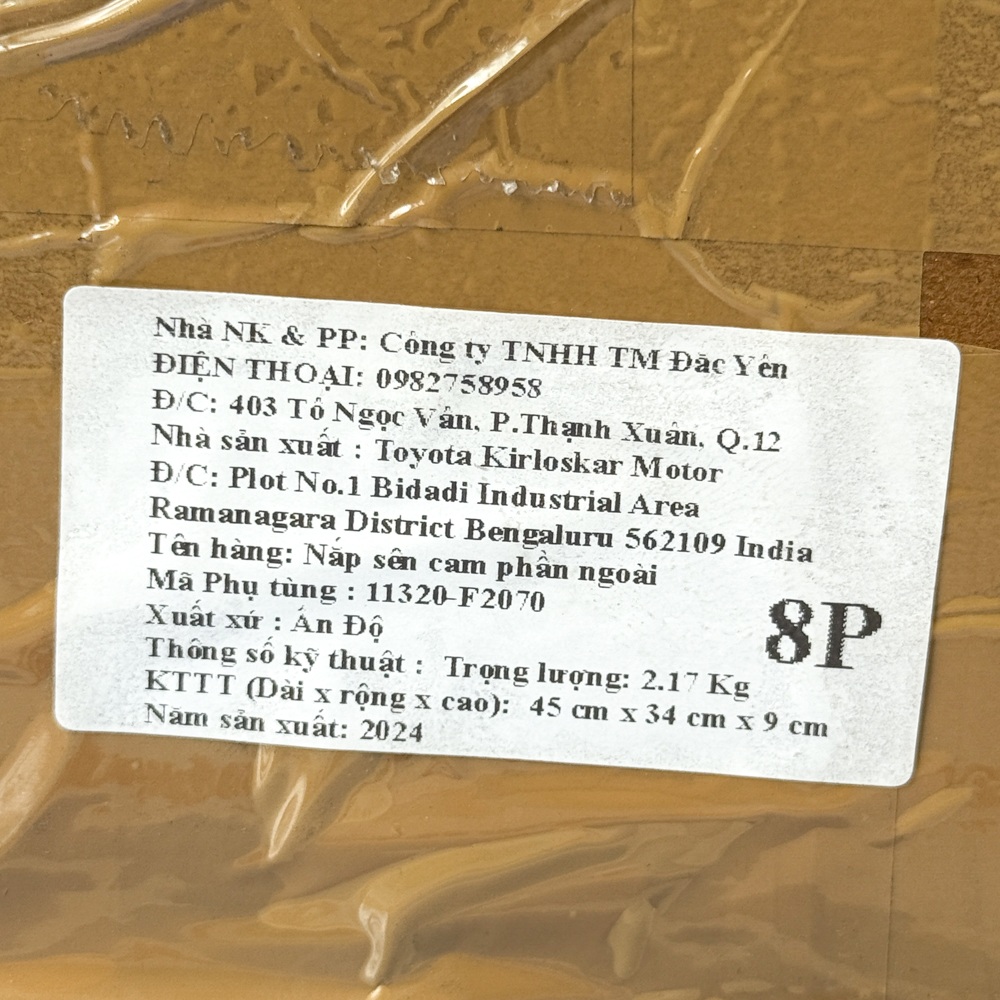 Nhà NK & PP: Công ty TNHH TM Đăc Yên
ĐIỆN THOẠI: 0982758958
Đ/C: 403 Tô Ngọc Vân, P.Thạnh Xuân, Q.12
Nhà sản xuất : Toyota Kirloskar Motor
Đ/C: Plot No.1 Bidadi Industrial Area
Ramanagara District Bengaluru 562109 India
Tên hàng: Nắp sên cam phần ngoài
Mã Phụ tùng : 11320-F2070
8P
Xuất xứ : Ấn Độ
Thông số kỹ thuật : Trọng lượng: 2.17 Kg
KTTT (Dài x rộng x cao): 45 cm x 34 cm x 9 cm
Năm sản xuất: 2024